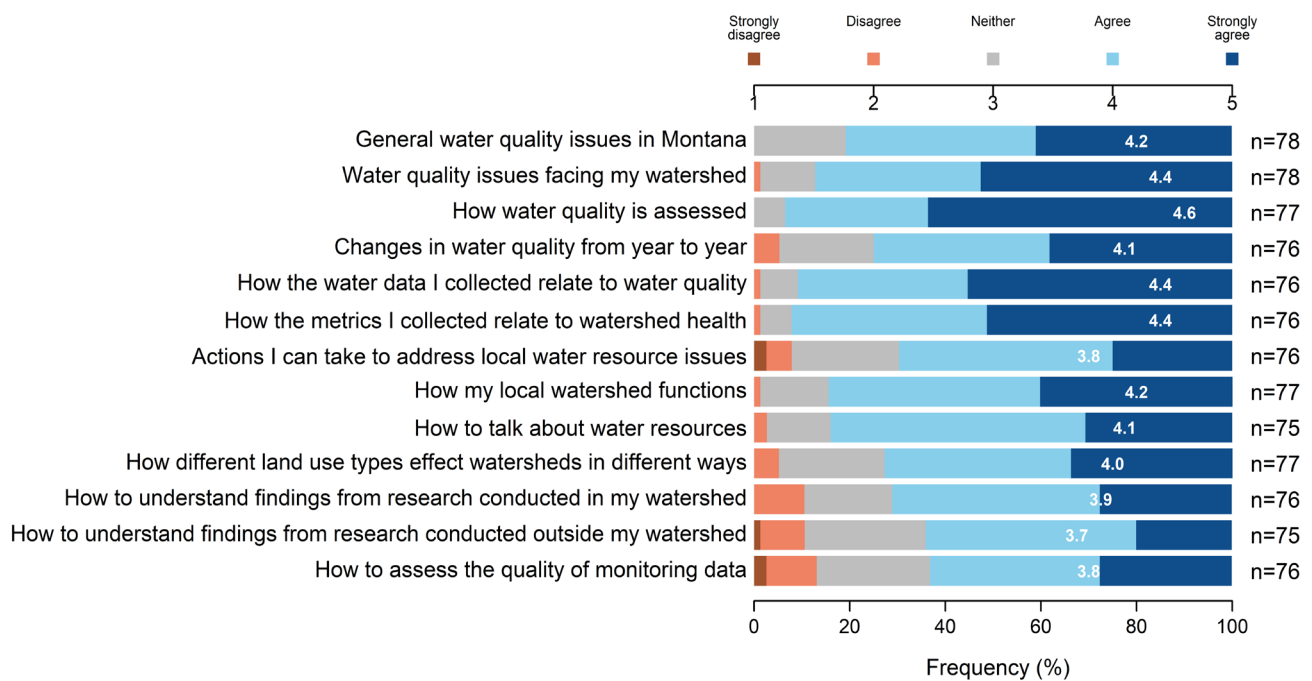 Strongly disagree Disagree Neither Agree Strongly agree
1 2 3 4 5
General water quality issues in Montana 4.2 n=78
Water quality issues facing my watershed 4.4 n=78
How water quality is assessed 4.6 n=77
Changes in water quality from year to year 4.1 n=76
How the water data I collected relate to water quality 4.4 n=76
How the metrics I collected relate to watershed health 4.4 n=76
Actions I can take to address local water resource issues 3.8 n=76
How my local watershed functions 4.2 n=77
How to talk about water resources 4.1 n=75
How different land use types effect watersheds in different ways 4.0 n=77
How to understand findings from research conducted in my watershed 3.9 n=76
How to understand findings from research conducted outside my watershed 3.7 n=75
How to assess the quality of monitoring data 3.8 n=76
0 20 40 60 80 100
Frequency (%)